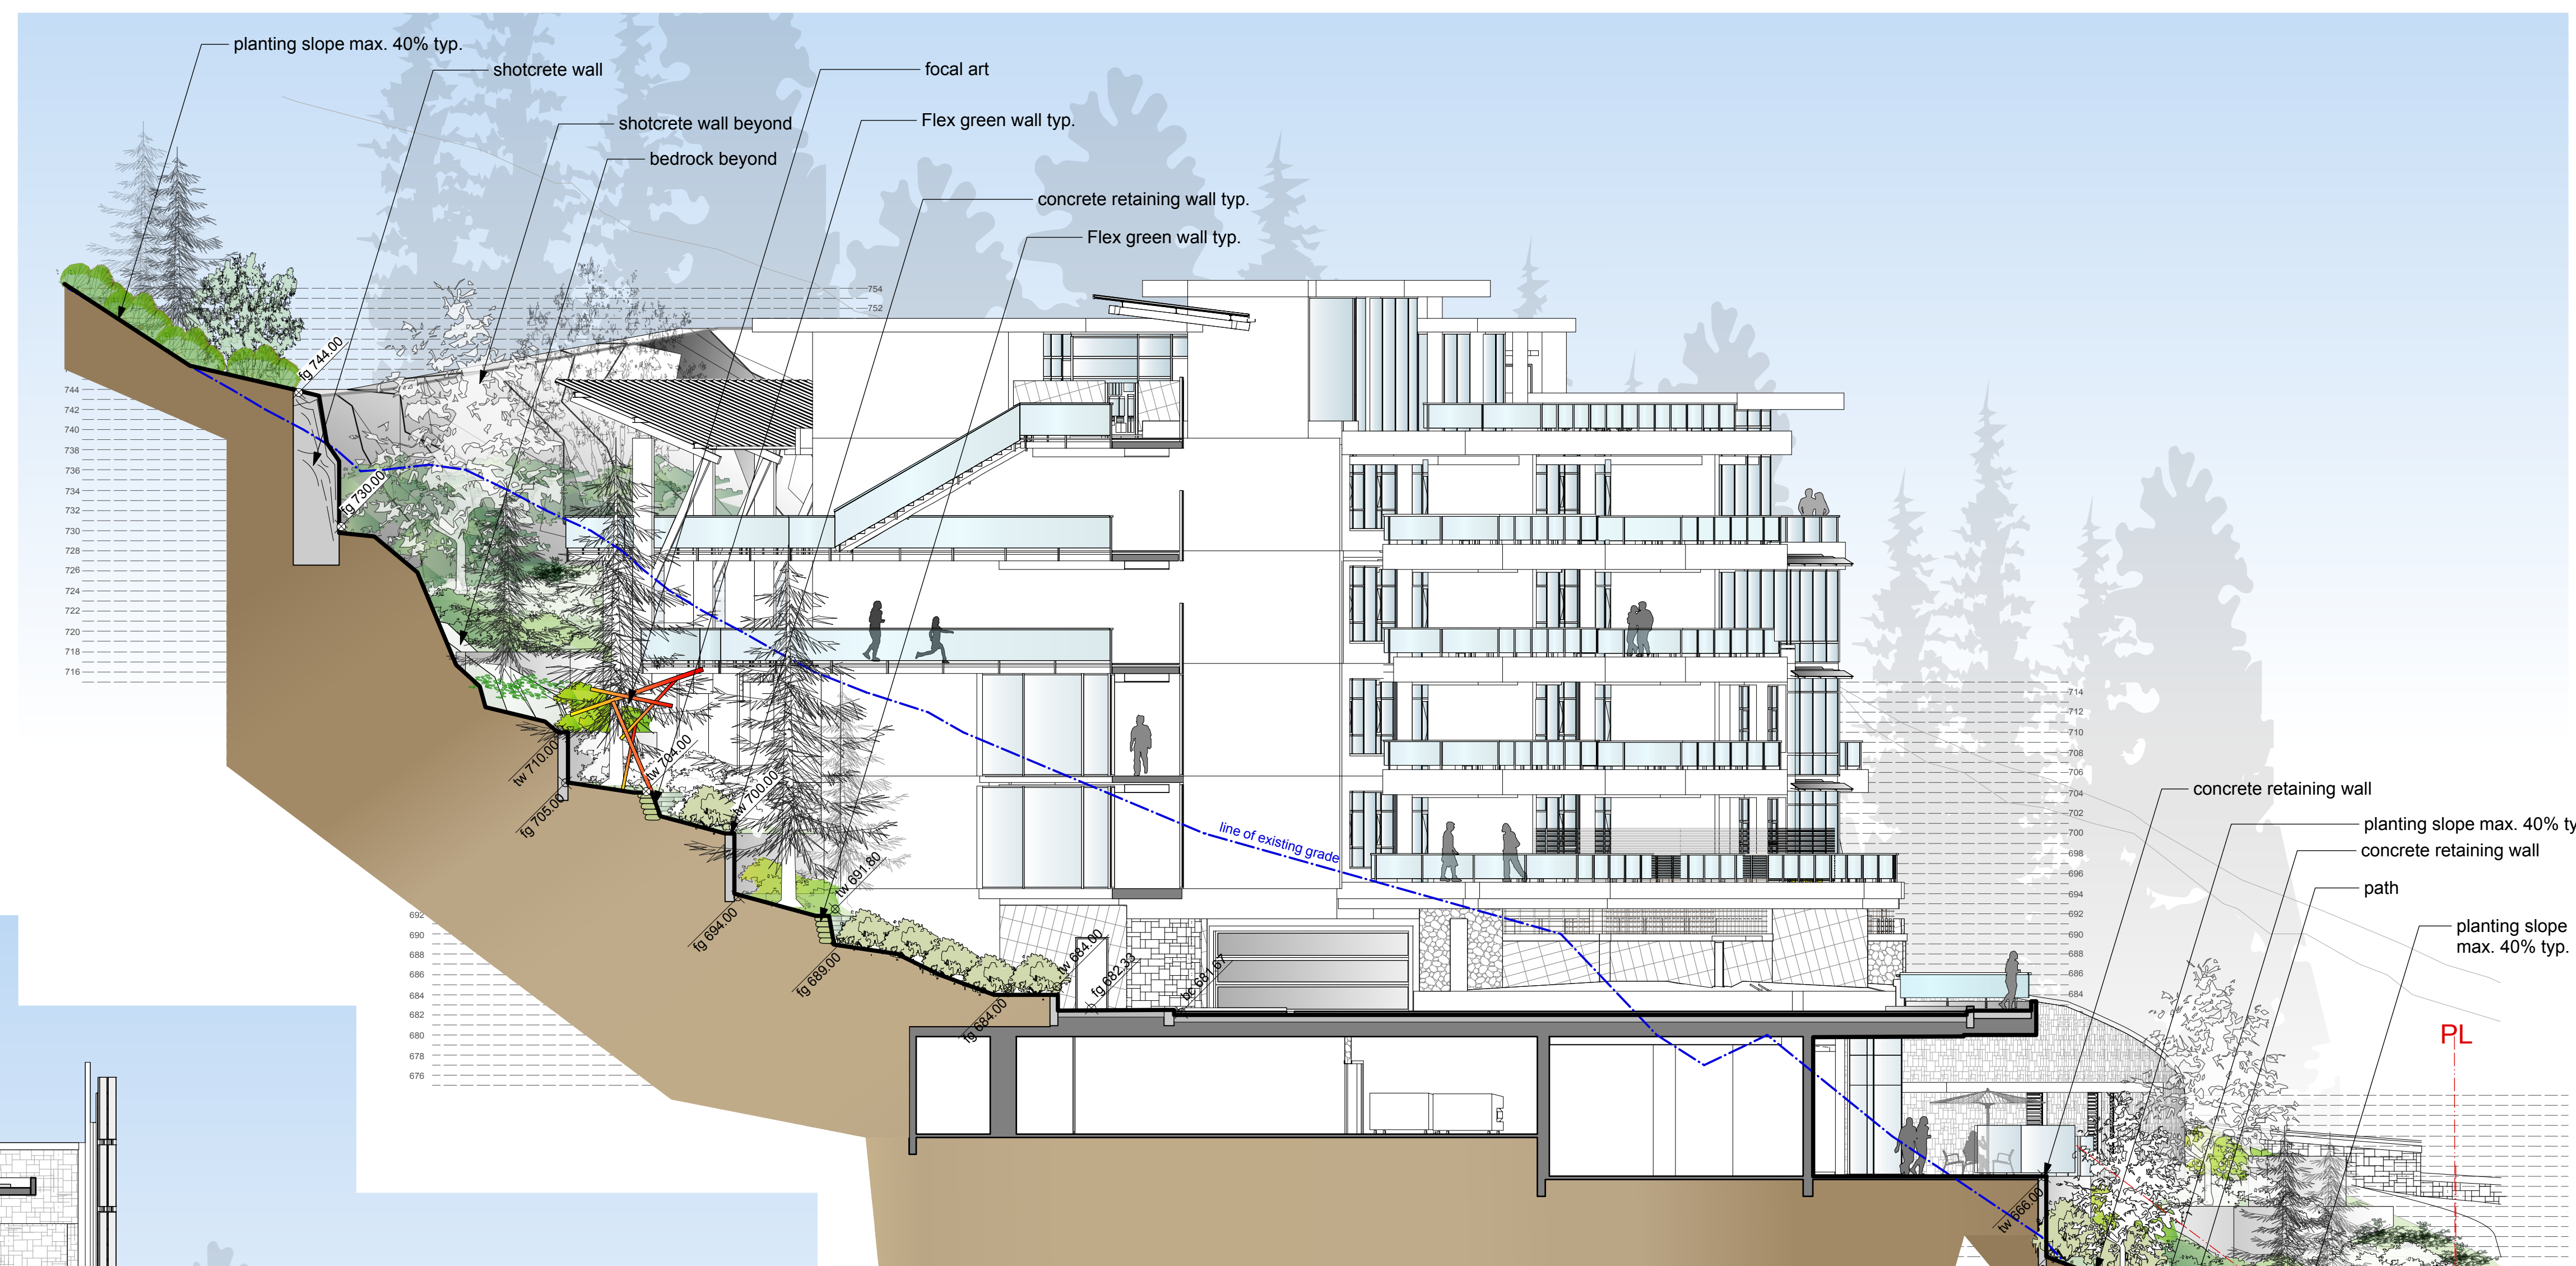 planting slope max. 40% typ.
shotcrete wall
focal art
Flex green wall typ.
shotcrete wall beyond
bedrock beyond
concrete retaining wall typ.
Flex green wall typ.
754
752
fg 744.00
744
742
740
738
736
734
732
730
728
726
724
722
720
718
716
fg 730.00
tw 710.00
fg 705.00
tw 704.00
tw 700.00
fg 694.00
tw 691.80
fg 689.00
fg 684.00
tw 684.00
fg 682.33
bc 681.67
line of existing grade
692
690
688
686
684
682
680
678
676
714
712
710
708
706
704
702
700
698
696
694
692
690
688
686
684
concrete retaining wall
planting slope max. 40% ty
concrete retaining wall
path
planting slope
max. 40% typ.
PL
tw 666.00